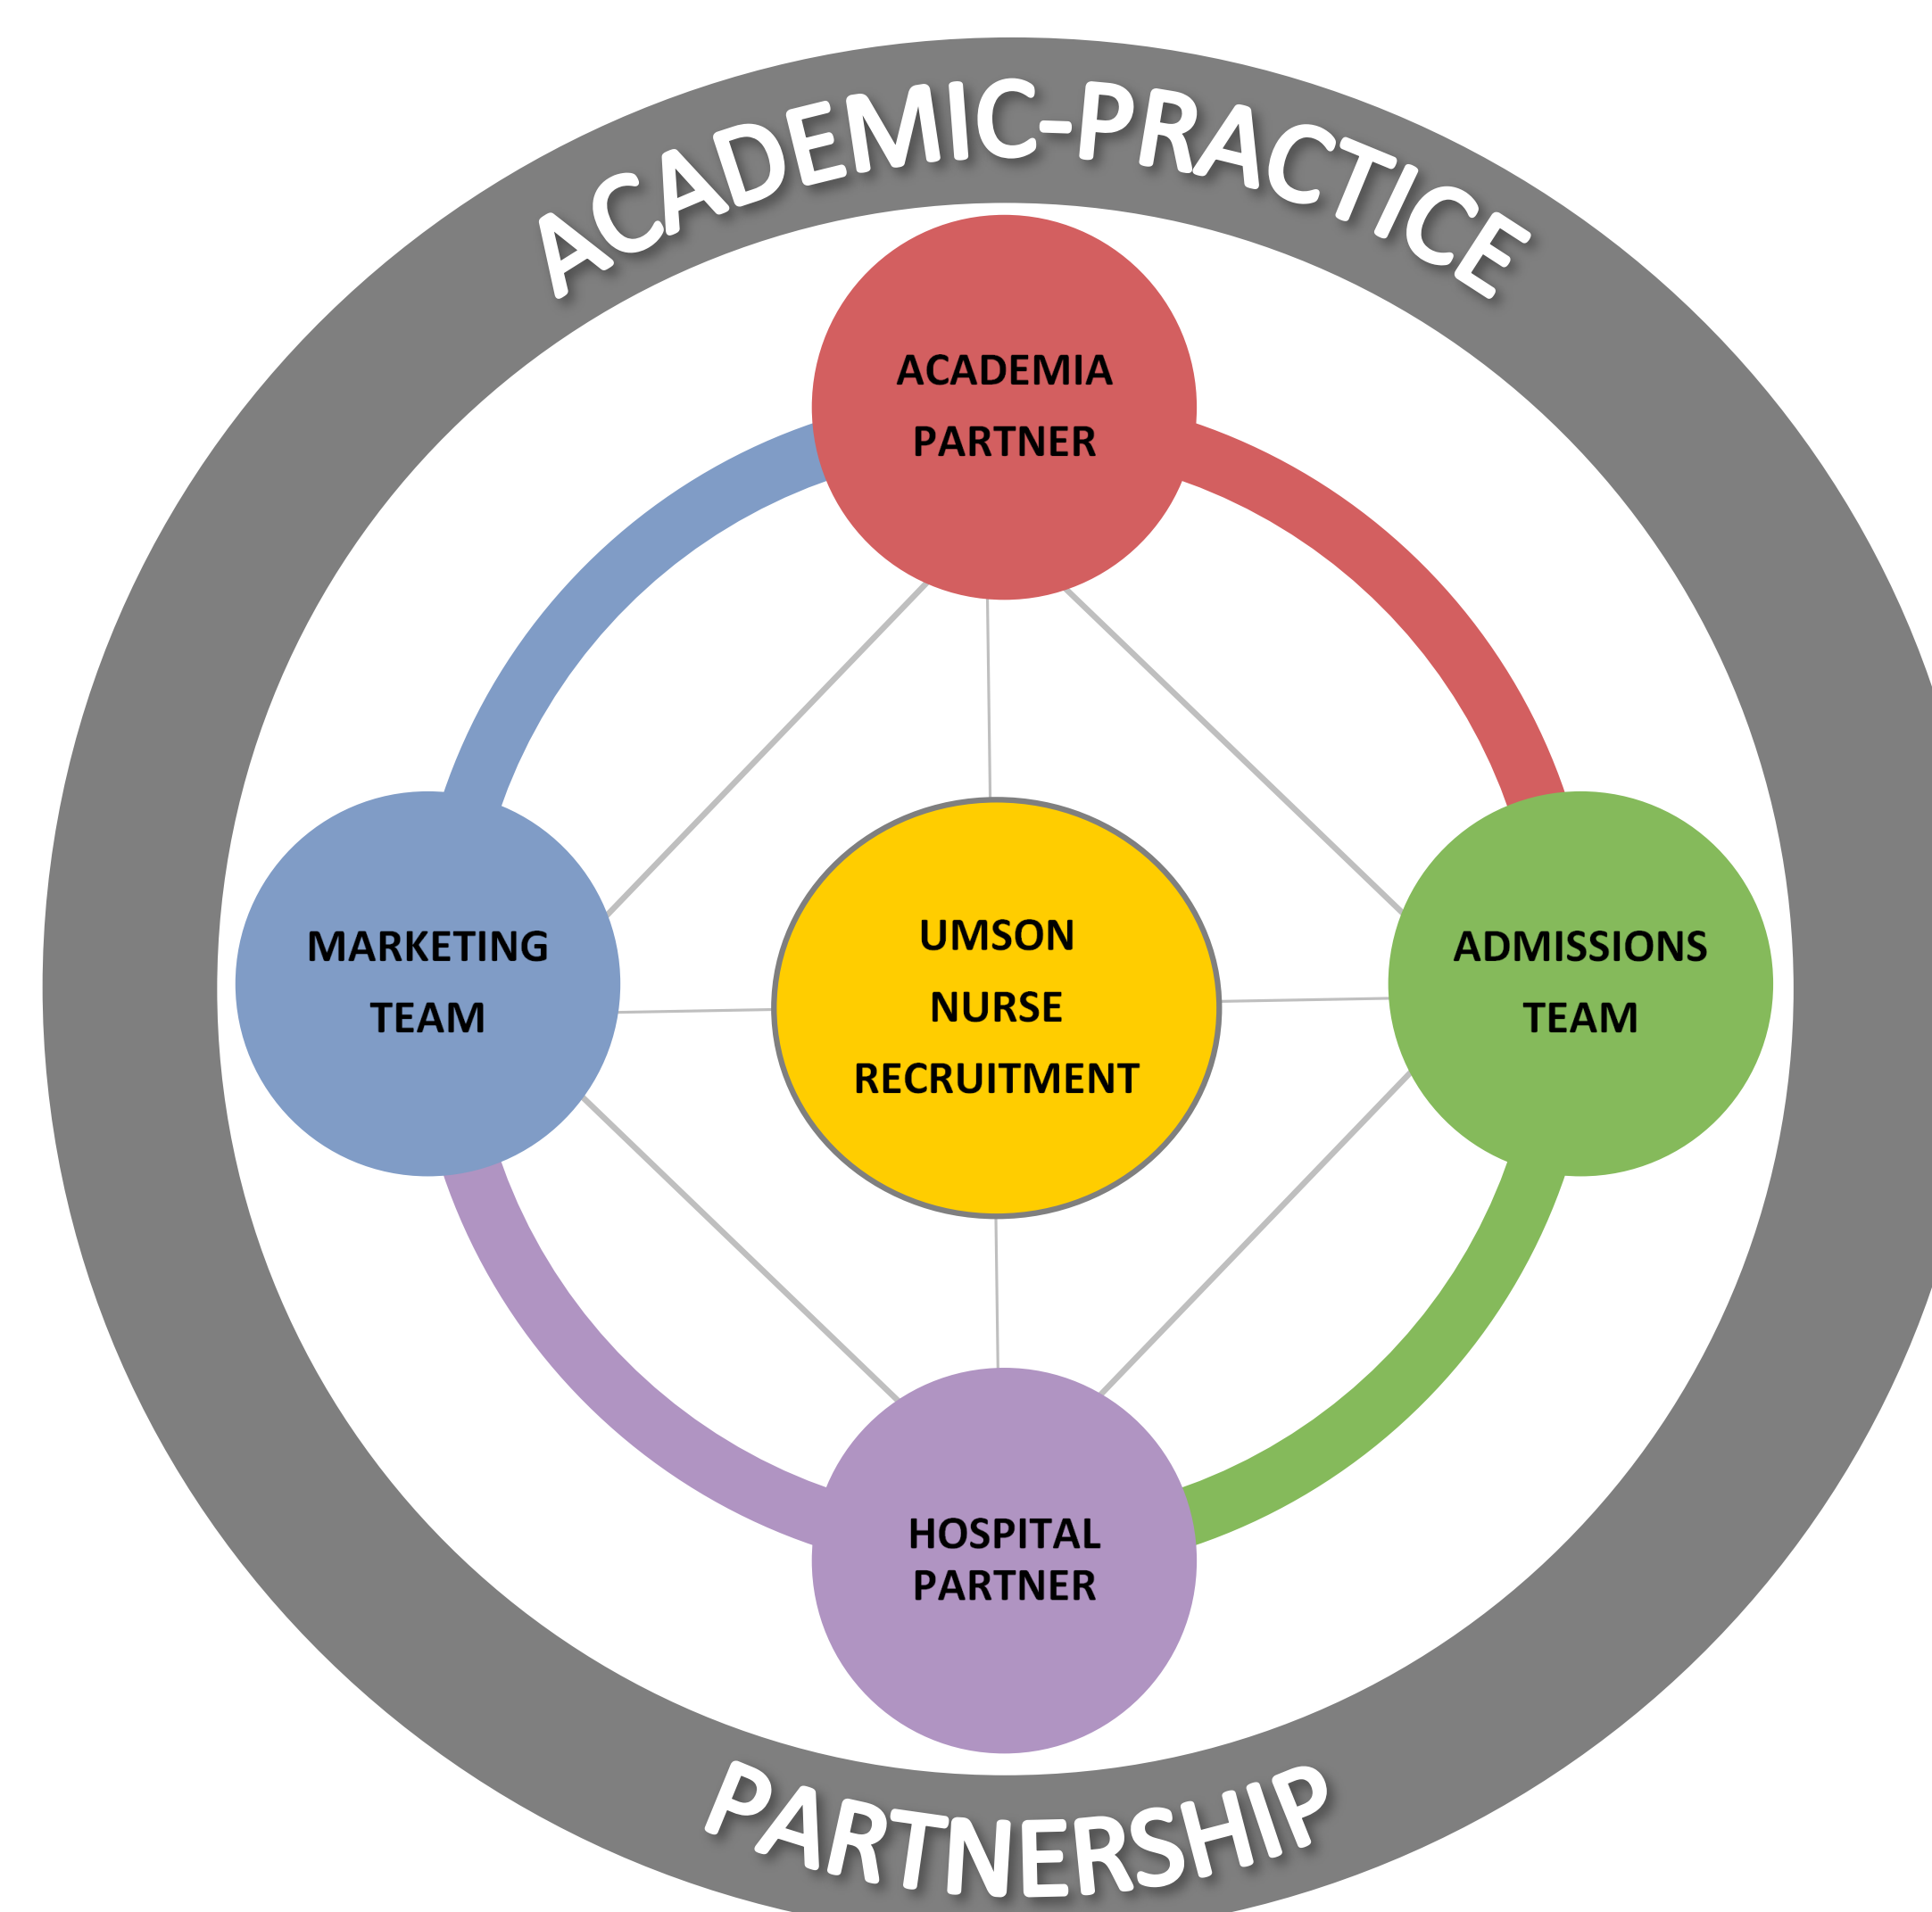 ACADEMIC-PRACTICE
ACADEMIA
PARTNER
MARKETING
TEAM
UMSON
NURSE
RECRUITMENT
ADMISSIONS
TEAM
HOSPITAL
PARTNER
PARTNERSHIP